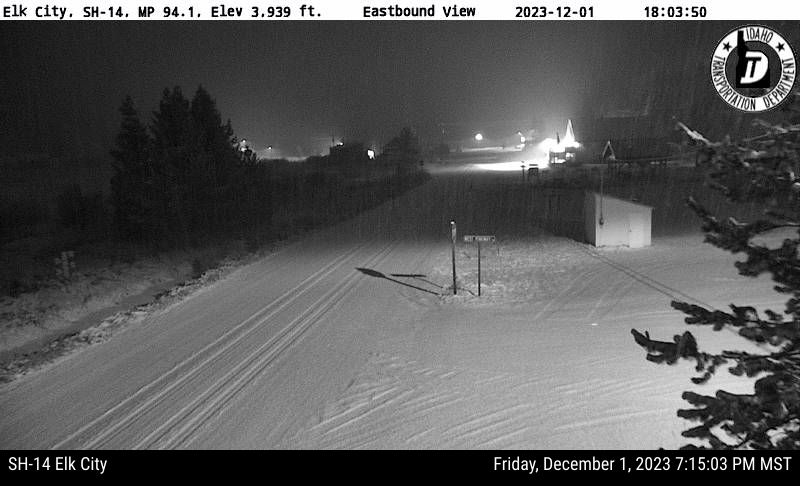 Elk City, SH-14, MP 94.1, Elev 3,939 ft. Eastbound View 2023-12-01 18:03:50
IDAHO
TRANSPORTATION DEPARTMENT
SH-14 Elk City Friday, December 1, 2023 7:15:03 PM MST